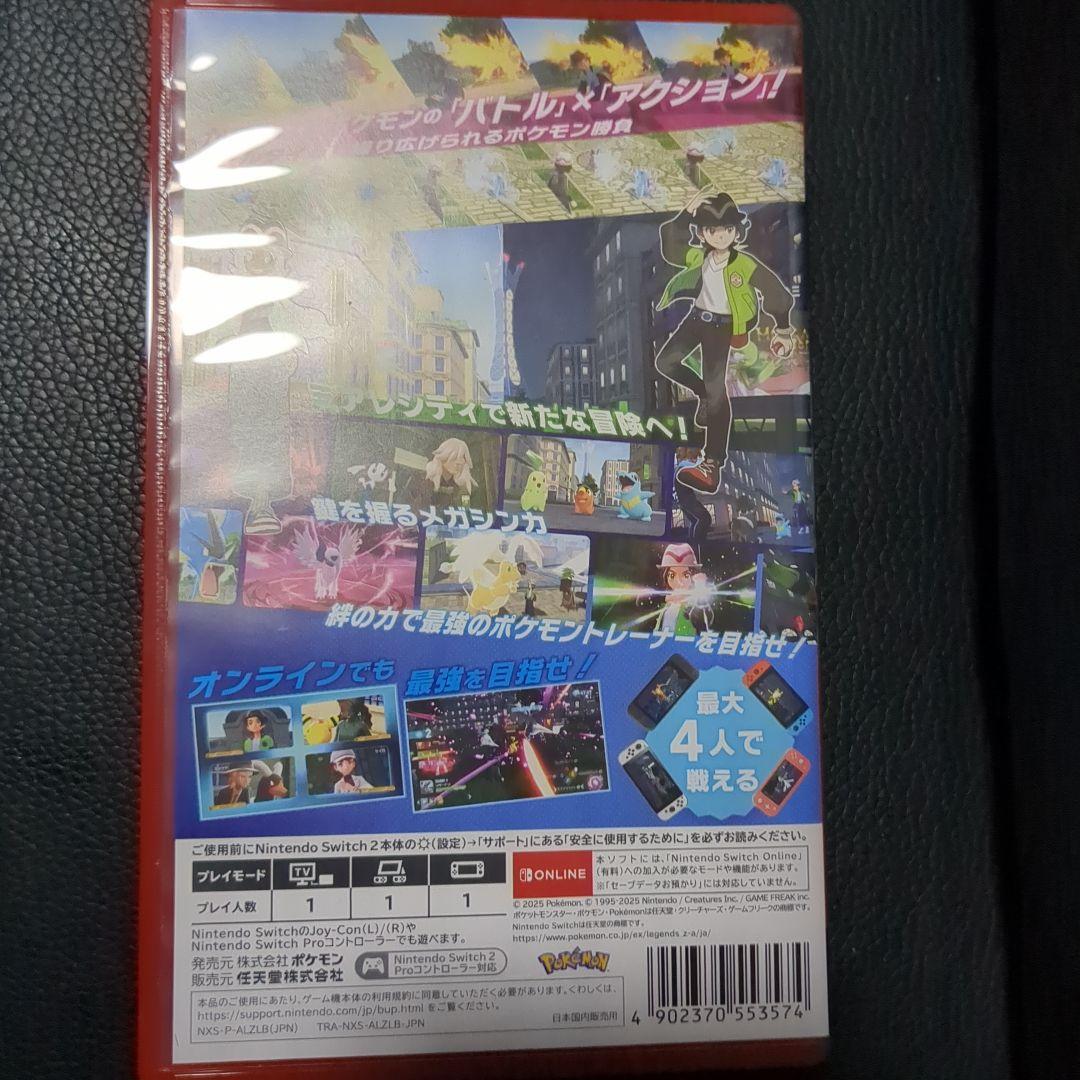 ケモンの「バトル」×「アクション」!
り広げられるポケモン勝負
アレシティで新たな冒険へ!
鍵を握るメガシンカ
絆の力で最強のポケモントレーナーを目指せ!
オンラインでも 最強を目指せ!
最大
4人で
戦える
ご使用前にNintendo Switch 2本体の(設定)→「サポート」にある「安全に使用するために」を必ずお読みください。
プレイモード TV
プレイ人数 1 1 1
ONLINE
本ソフトには、「Nintendo Switch Online」
(有料)への加入が必要なモードや機能があります。
※「セーブデータお預かり」には対応していません。
© 2025 Pokémon. © 1995-2025 Nintendo / Creatures Inc. / GAME FREAK inc.
ポケットモンスター・ポケモン・Pokémonは任天堂・クリーチャーズ・ゲームフリークの商標です。
Nintendo Switchは任天堂の商標です。
https://www.pokemon.co.jp/ex/legends_z-a/ja/
Nintendo SwitchのJoy-Con(L)/(R)や
Nintendo Switch Proコントローラーでも遊べます。
発売元 株式会社ポケモン
販売元 任天堂株式会社
Nintendo Switch 2
Proコントローラー対応
POKéMON
本品のご使用にあたり、ゲーム機本体の利用規約に同意していただく必要があります。くわしくは、
https://support.nintendo.com/jp/bup.html をご覧ください。
NXS-P-ALZLB(JPN) TRA-NXS-ALZLB-JPN
日本国内販売用
4 902370 553574